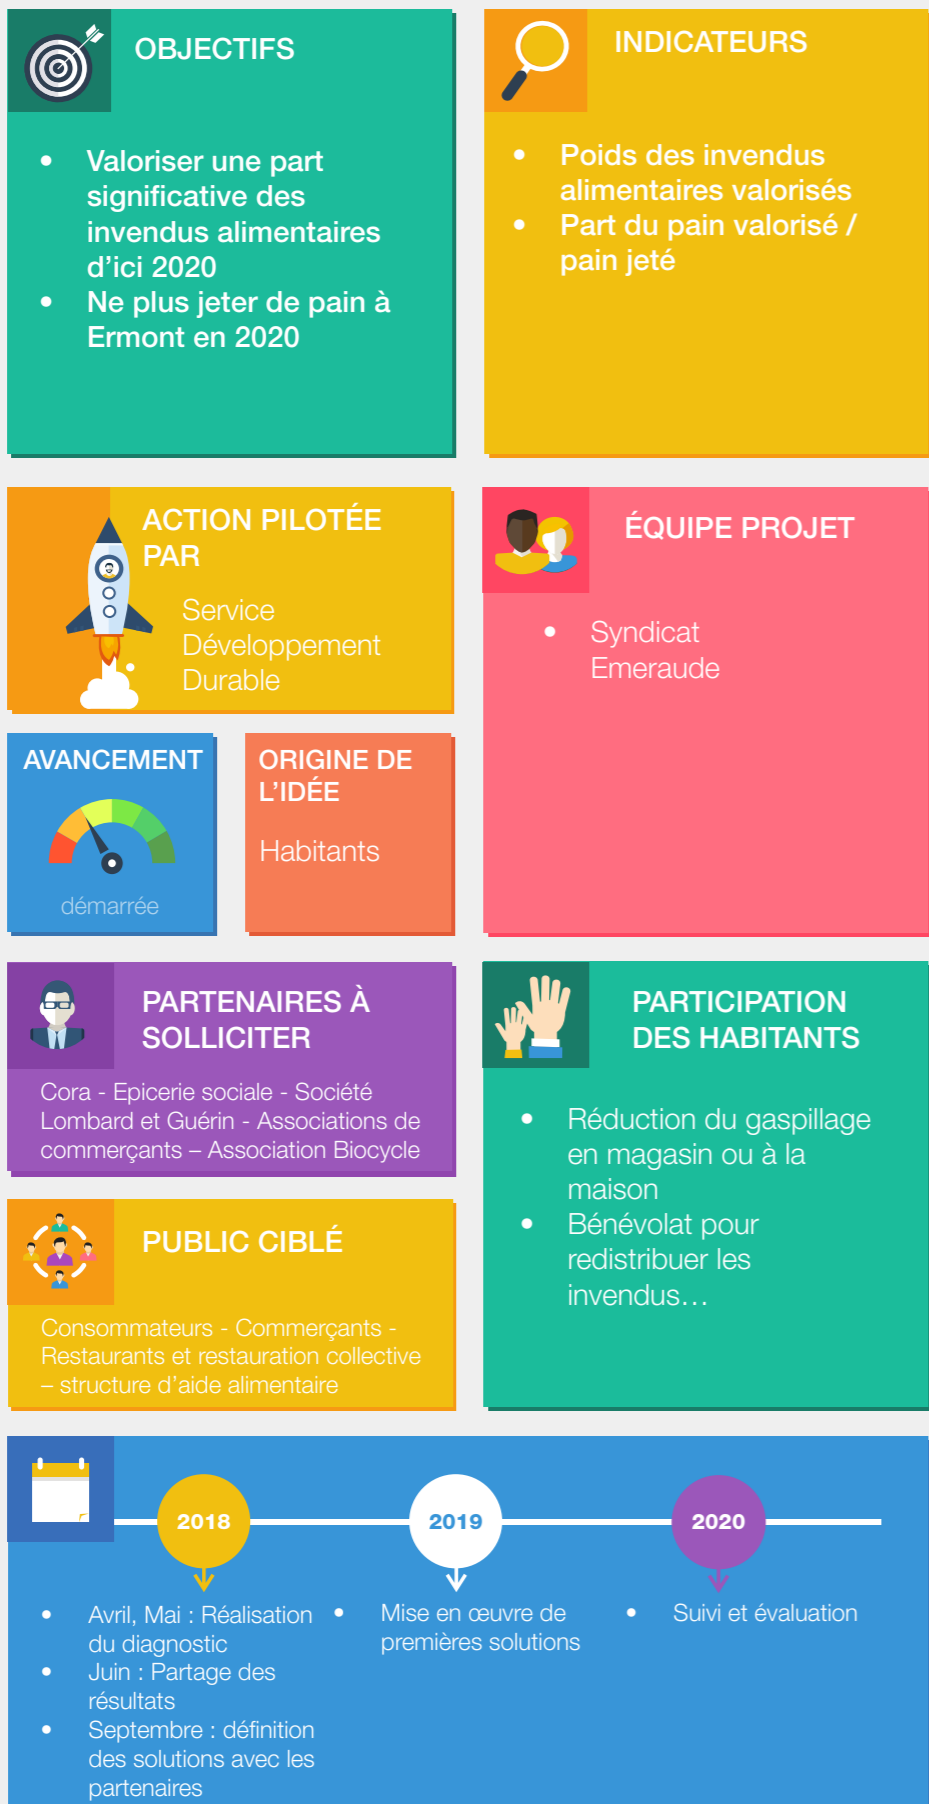 OBJECTIFS
• Valoriser une part
significative des
invendus alimentaires
d’ici 2020
• Ne plus jeter de pain à
Ermont en 2020
INDICATEURS
• Poids des invendus
alimentaires valorisés
• Part du pain valorisé /
pain jeté
ACTION PILOTÉE
PAR
Service
Développement
Durable
ÉQUIPE PROJET
• Syndicat
Emeraude
AVANCEMENT
démarrée
ORIGINE DE
L’IDÉE
Habitants
PARTENAIRES À
SOLLICITER
Cora - Epicerie sociale - Société
Lombard et Guérin - Associations de
commerçants – Association Biocycle
PARTICIPATION
DES HABITANTS
• Réduction du gaspillage
en magasin ou à la
maison
• Bénévolat pour
redistribuer les
invendus…
PUBLIC CIBLÉ
Consommateurs - Commerçants -
Restaurants et restauration collective
– structure d’aide alimentaire
2018
• Avril, Mai : Réalisation
du diagnostic
• Juin : Partage des
résultats
• Septembre : définition
des solutions avec les
partenaires
2019
• Mise en œuvre de
premières solutions
2020
• Suivi et évaluation